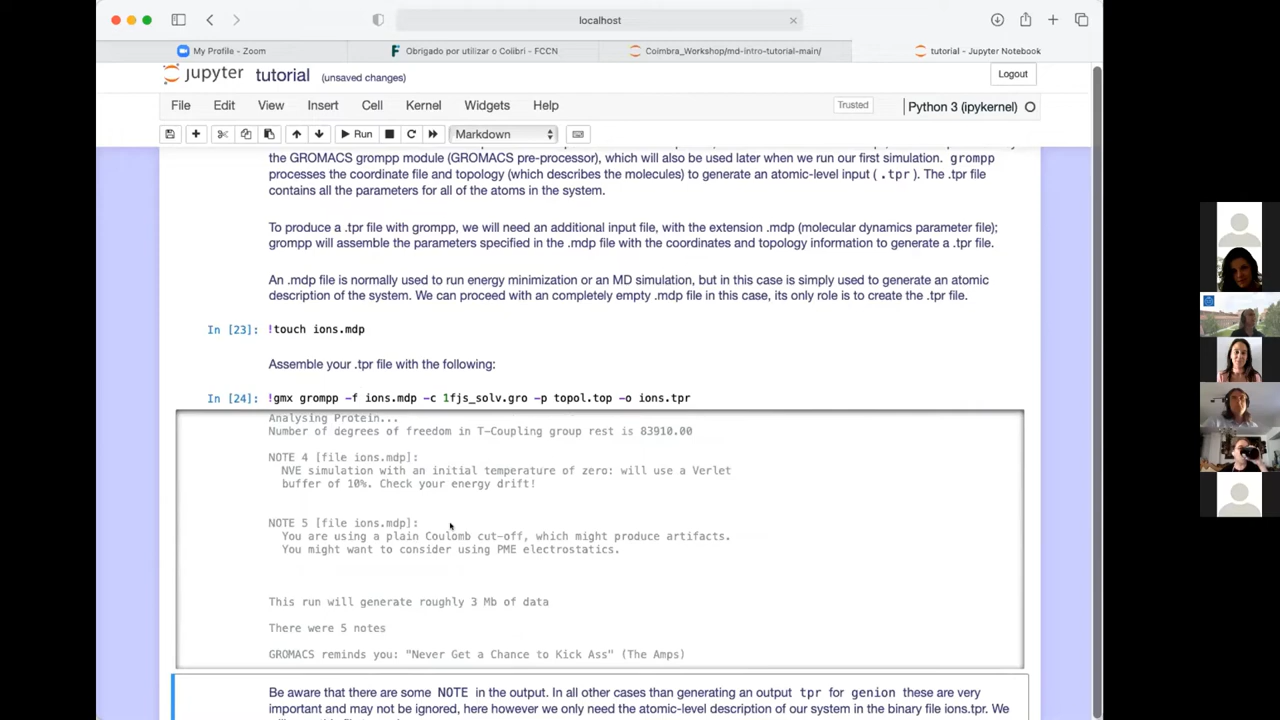 localhost
My Profile - Zoom
Obrigado por utilizar o Colibri - FCCN
Coimbra_Workshop/md-intro-tutorial-main/
tutorial - Jupyter Notebook
jupyter tutorial (unsaved changes)
Logout
File Edit View Insert Cell Kernel Widgets Help
Trusted
Python 3 (ipykernel)
Run
Markdown
the GROMACS grompp module (GROMACS pre-processor), which will also be used later when we run our first simulation. grompp
processes the coordinate file and topology (which describes the molecules) to generate an atomic-level input (.tpr). The .tpr file
contains all the parameters for all of the atoms in the system.
To produce a .tpr file with grompp, we will need an additional input file, with the extension .mdp (molecular dynamics parameter file);
grompp will assemble the parameters specified in the .mdp file with the coordinates and topology information to generate a .tpr file.
An .mdp file is normally used to run energy minimization or an MD simulation, but in this case is simply used to generate an atomic
description of the system. We can proceed with an completely empty .mdp file in this case, its only role is to create the .tpr file.
In [23]: !touch ions.mdp
Assemble your .tpr file with the following:
In [24]: !gmx grompp -f ions.mdp -c 1fjs_solv.gro -p topol.top -o ions.tpr
Analysing Protein...
Number of degrees of freedom in T-Coupling group rest is 83910.00
NOTE 4 [file ions.mdp]:
NVE simulation with an initial temperature of zero: will use a Verlet
buffer of 10%. Check your energy drift!
NOTE 5 [file ions.mdp]:
You are using a plain Coulomb cut-off, which might produce artifacts.
You might want to consider using PME electrostatics.
This run will generate roughly 3 Mb of data
There were 5 notes
GROMACS reminds you: "Never Get a Chance to Kick Ass" (The Amps)
Be aware that there are some NOTE in the output. In all other cases than generating an output tpr for genion these are very
important and may not be ignored, here however we only need the atomic-level description of our system in the binary file ions.tpr. We